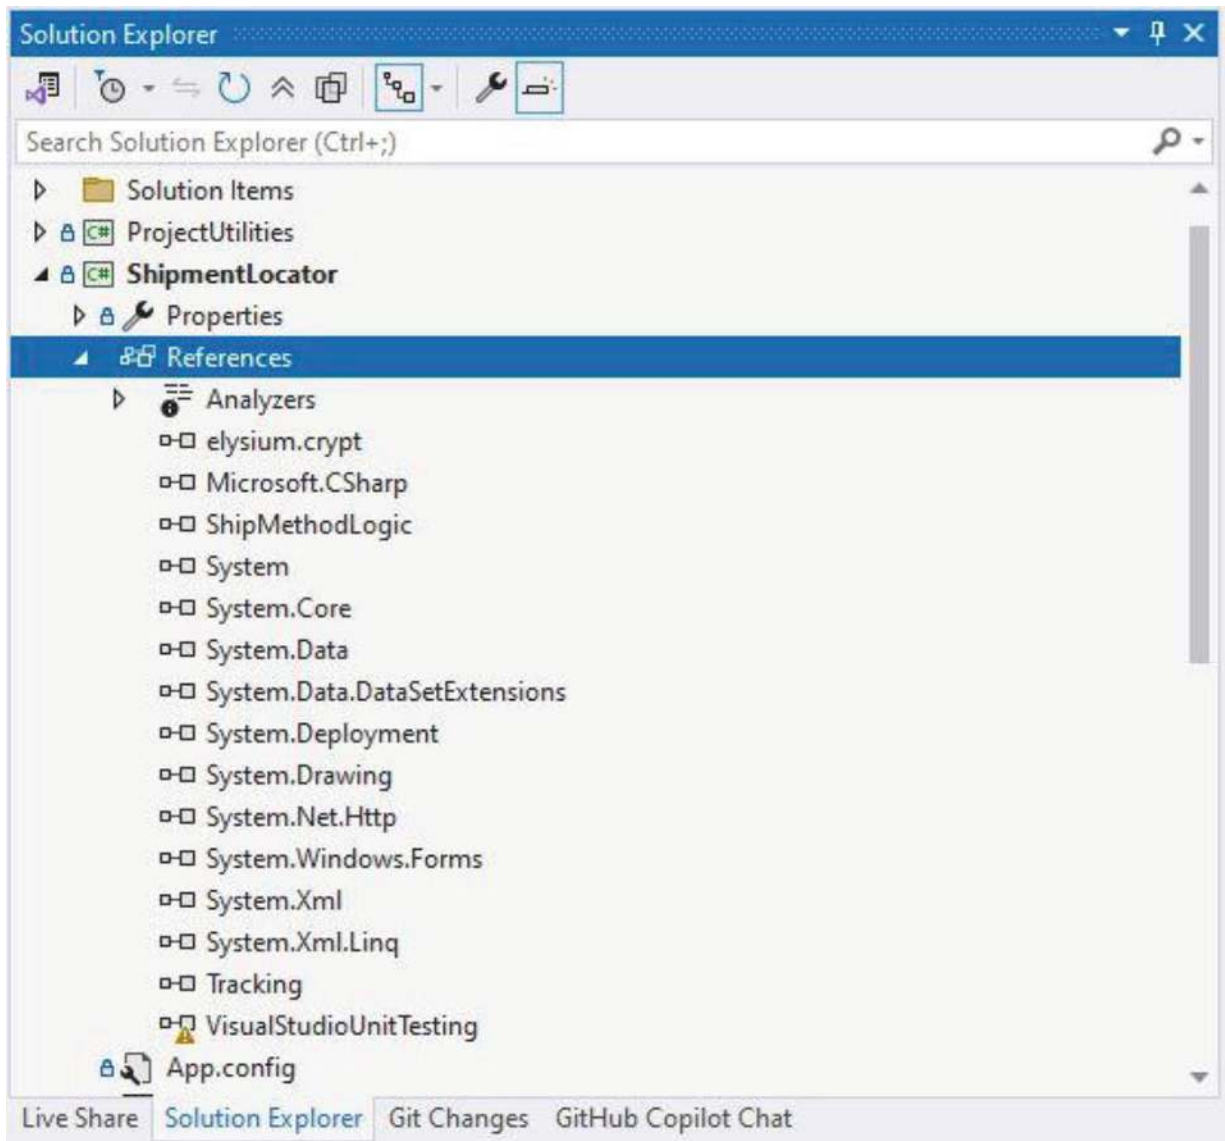 Solution Explorer
Search Solution Explorer (Ctrl+;)
Solution Items
C# ProjectUtilities
C# ShipmentLocator
Properties
References
Analyzers
elysium.crypt
Microsoft.CSharp
ShipMethodLogic
System
System.Core
System.Data
System.Data.DataSetExtensions
System.Deployment
System.Drawing
System.Net.Http
System.Windows.Forms
System.Xml
System.Xml.Linq
Tracking
VisualStudioUnitTesting
App.config
Live Share Solution Explorer Git Changes GitHub Copilot Chat